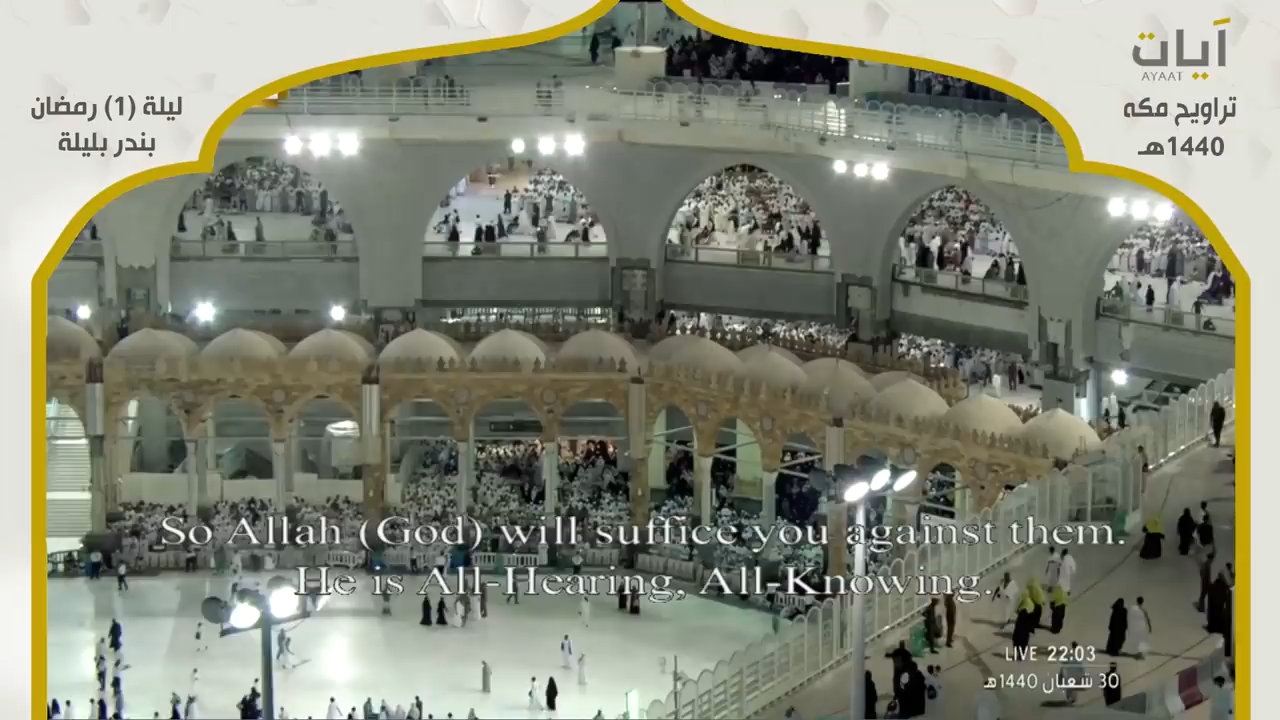 آيات
AYAAT
تراويح مكه
1440هـ
ليلة (1) رمضان
بندر بليلة
So Allah (God) will suffice you against them.
He is All-Hearing, All-Knowing.
LIVE 22:03
30 شعبان 1440هـ